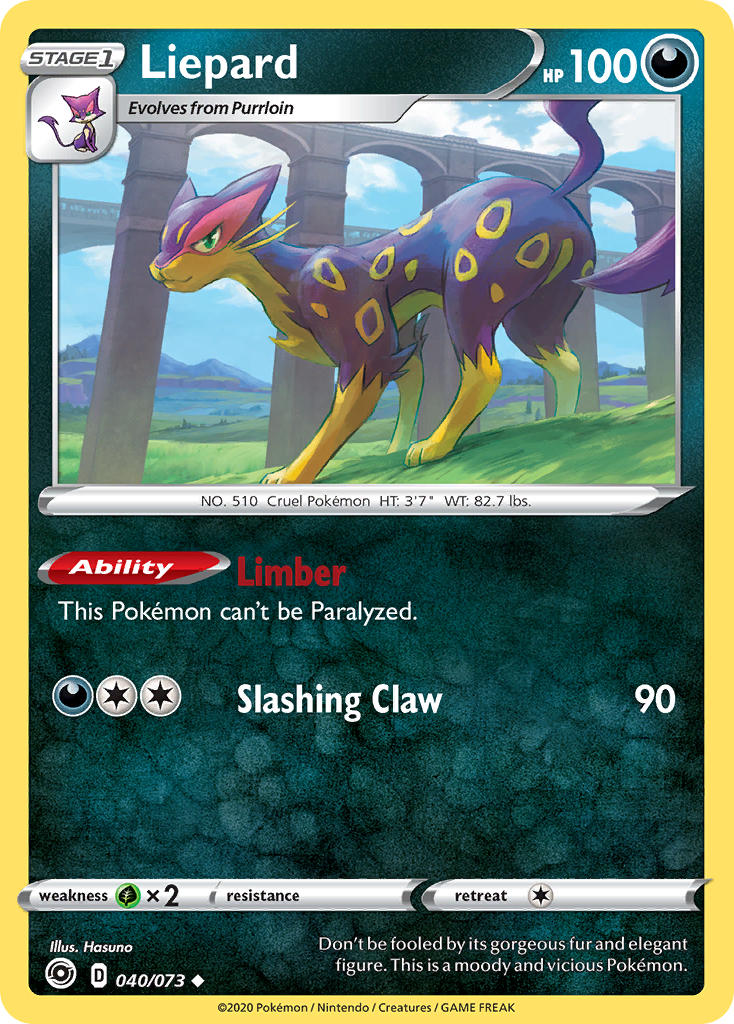 STAGE1
Liepard
HP 100
Evolves from Purrloin
NO. 510 Cruel Pokémon HT: 3'7" WT: 82.7 lbs.
Ability Limber
This Pokémon can't be Paralyzed.
Slashing Claw 90
weakness ×2 resistance retreat
Illus. Hasuno
Don't be fooled by its gorgeous fur and elegant
figure. This is a moody and vicious Pokémon.
D 040/073
©2020 Pokémon / Nintendo / Creatures / GAME FREAK